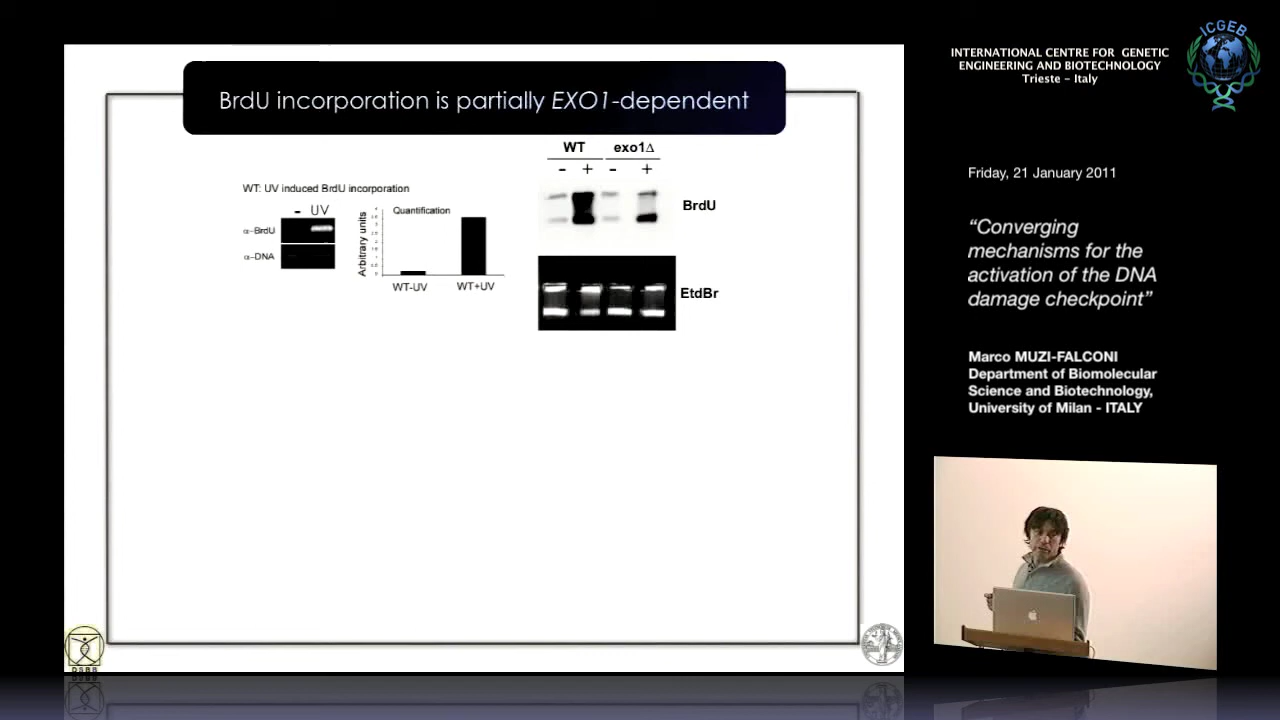 BrdU incorporation is partially EXO1-dependent
WT: UV induced BrdU incorporation
- UV
α-BrdU
α-DNA
Quantification
Arbitrary units
WT-UV
WT+UV
WT exo1Δ
- + - +
BrdU
EtdBr
DSBB
ICGEB
INTERNATIONAL CENTRE FOR GENETIC
ENGINEERING AND BIOTECHNOLOGY
Trieste – Italy
Friday, 21 January 2011
“Converging
mechanisms for the
activation of the DNA
damage checkpoint”
Marco MUZI-FALCONI
Department of Biomolecular
Science and Biotechnology,
University of Milan - ITALY